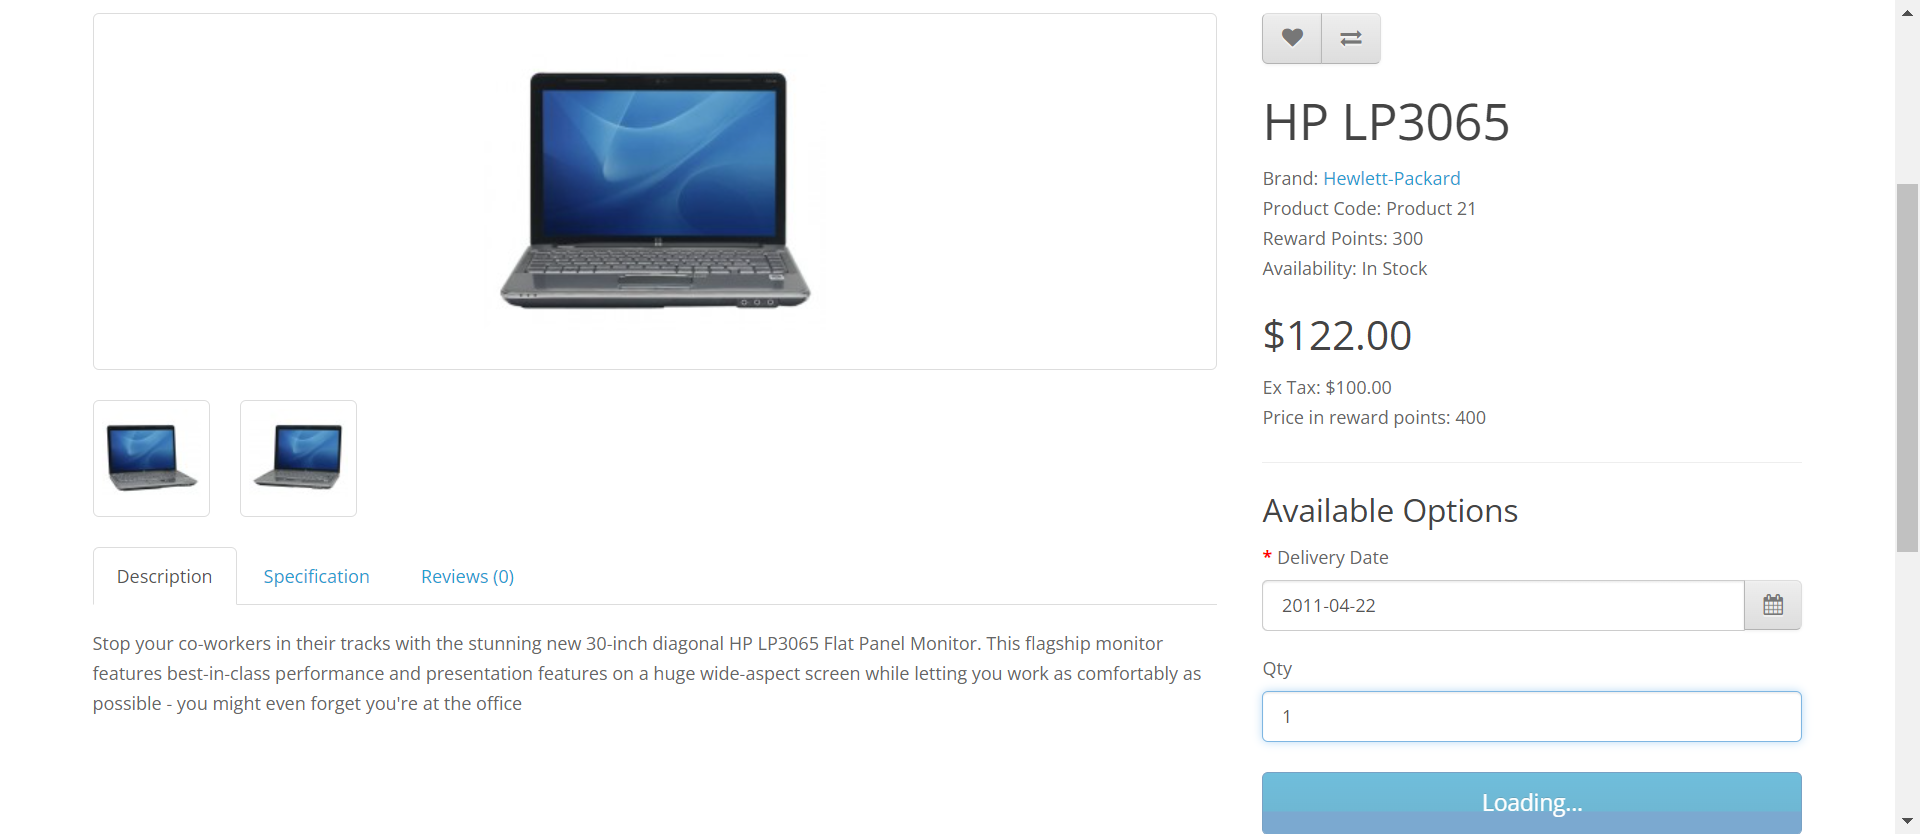 HP LP3065
Brand: Hewlett-Packard
Product Code: Product 21
Reward Points: 300
Availability: In Stock
$122.00
Ex Tax: $100.00
Price in reward points: 400
Available Options
* Delivery Date
2011-04-22
Qty
1
Loading...
Description Specification Reviews (0)
Stop your co-workers in their tracks with the stunning new 30-inch diagonal HP LP3065 Flat Panel Monitor. This flagship monitor
features best-in-class performance and presentation features on a huge wide-aspect screen while letting you work as comfortably as
possible - you might even forget you're at the office